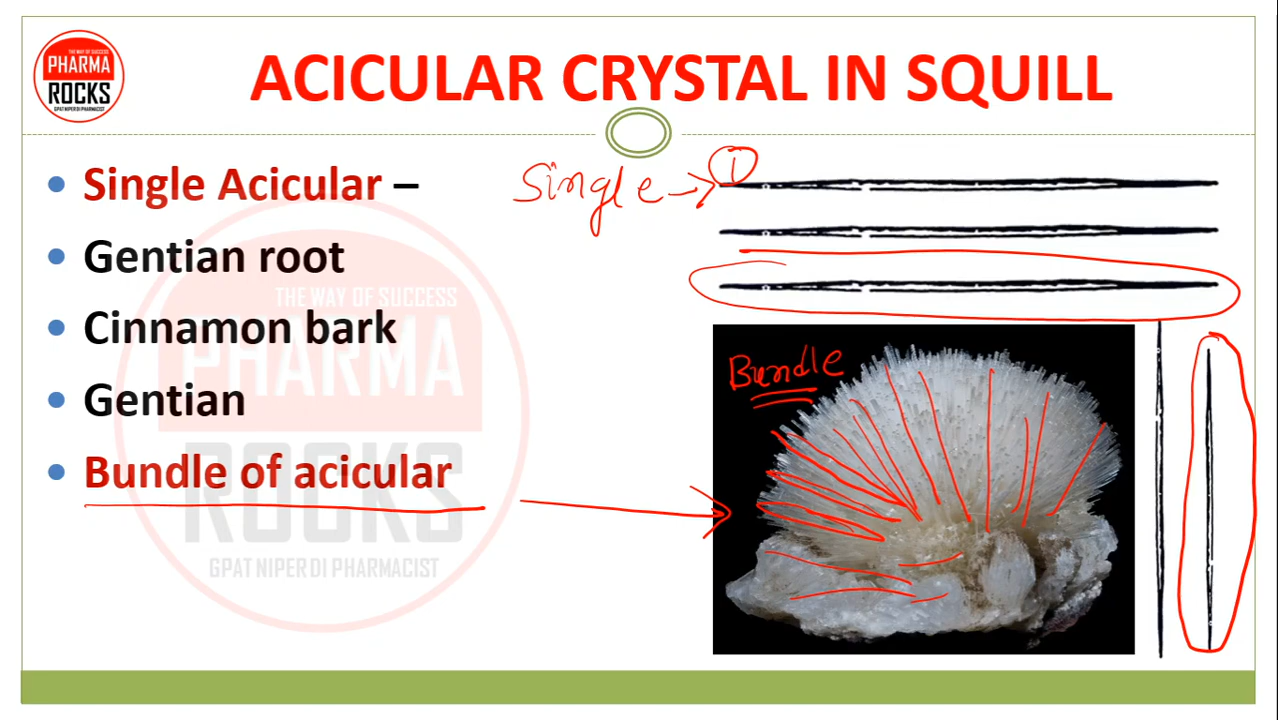 THE WAY OF SUCCESS
PHARMA
ROCKS
GPAT NIPER DI PHARMACIST
ACICULAR CRYSTAL IN SQUILL
• Single Acicular –
• Gentian root
• Cinnamon bark
• Gentian
• Bundle of acicular
Single → 1
Bundle
THE WAY OF SUCCESS
PHARMA
ROCKS
GPAT NIPER DI PHARMACIST